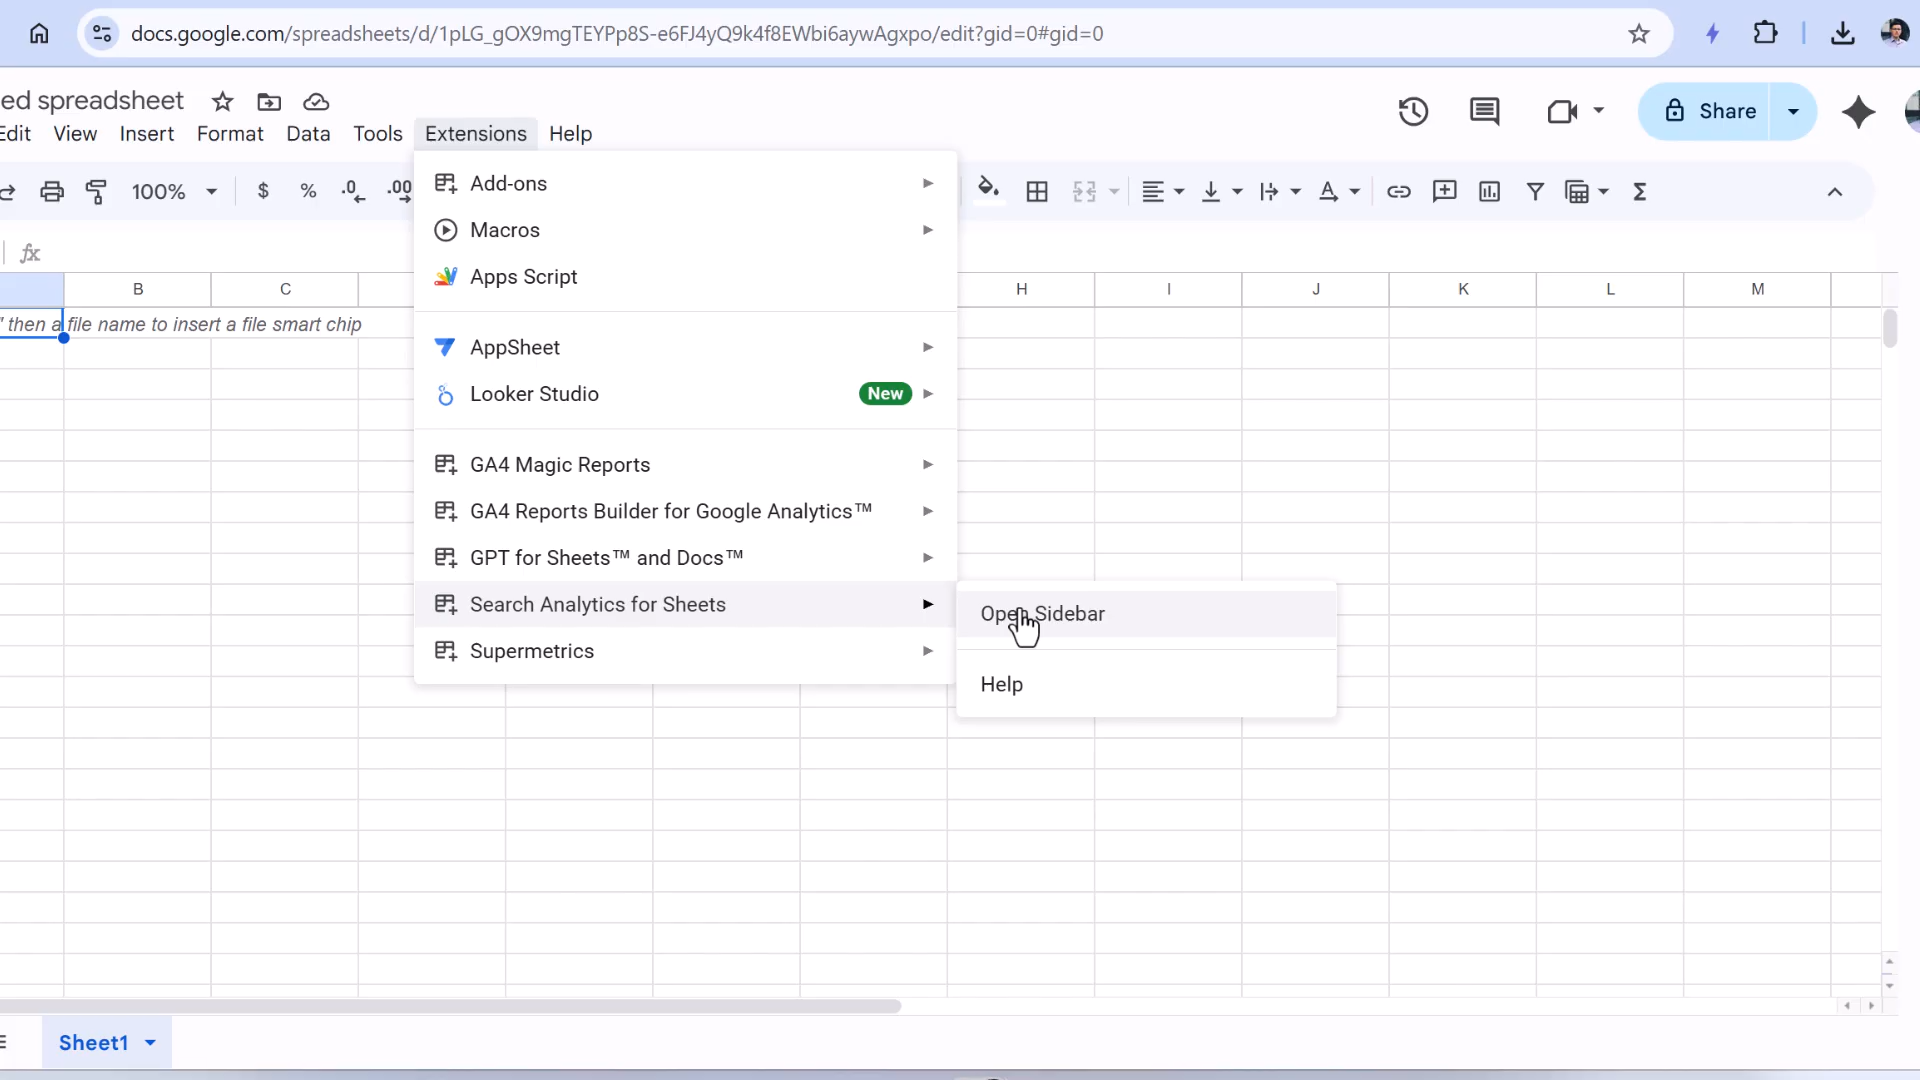 docs.google.com/spreadsheets/d/1pLG_gOX9mgTEYPp8S-e6FJ4yQ9k4f8EWbi6aywAgxpo/edit?gid=0#gid=0
ed spreadsheet
Edit View Insert Format Data Tools Extensions Help
Share
100% $ % .0 .00
fx
B C H I J K L M
" then a file name to insert a file smart chip
Add-ons
Macros
Apps Script
AppSheet
Looker Studio New
GA4 Magic Reports
GA4 Reports Builder for Google Analytics™
GPT for Sheets™ and Docs™
Search Analytics for Sheets
Supermetrics
Open Sidebar
Help
Sheet1